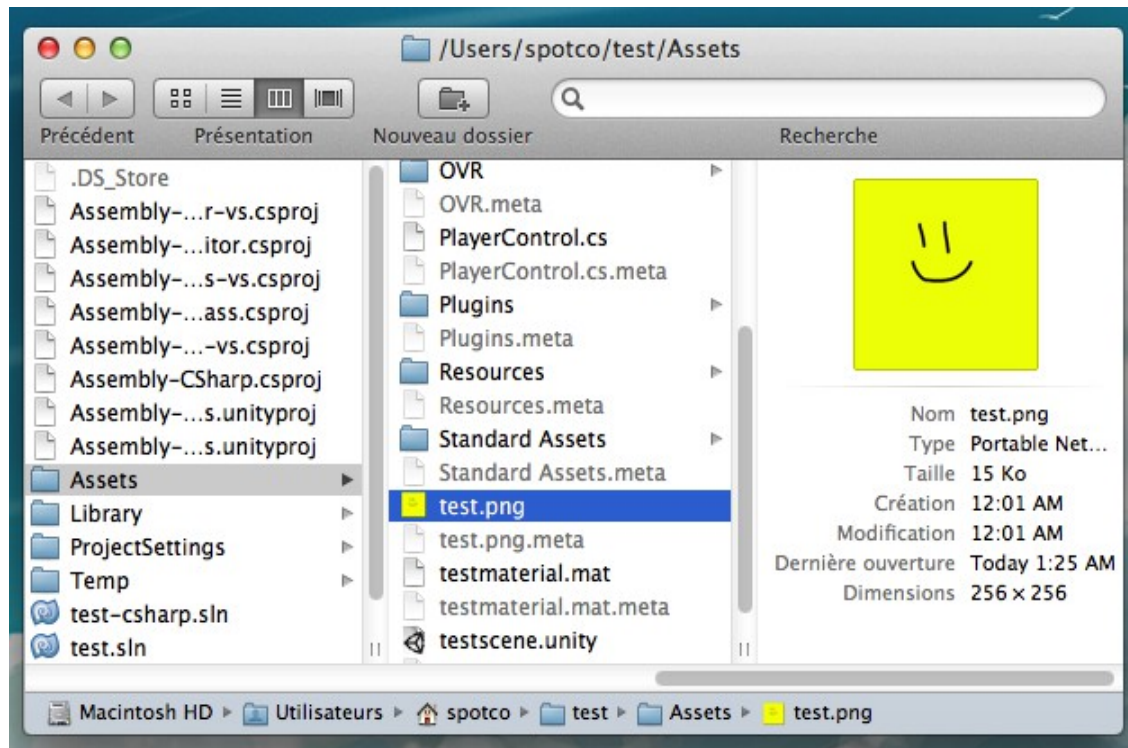 /Users/spotco/test/Assets
Précédent
Présentation
Nouveau dossier
Recherche
.DS_Store
Assembly-...r-vs.csproj
Assembly-...itor.csproj
Assembly-...s-vs.csproj
Assembly-...ass.csproj
Assembly-...-vs.csproj
Assembly-CSharp.csproj
Assembly-...s.unityproj
Assembly-...s.unityproj
Assets
Library
ProjectSettings
Temp
test-csharp.sln
test.sln
OVR
OVR.meta
PlayerControl.cs
PlayerControl.cs.meta
Plugins
Plugins.meta
Resources
Resources.meta
Standard Assets
Standard Assets.meta
test.png
test.png.meta
testmaterial.mat
testmaterial.mat.meta
testscene.unity
Nom test.png
Type Portable Net...
Taille 15 Ko
Création 12:01 AM
Modification 12:01 AM
Dernière ouverture Today 1:25 AM
Dimensions 256 × 256
Macintosh HD ▸ Utilisateurs ▸ spotco ▸ test ▸ Assets ▸ test.png